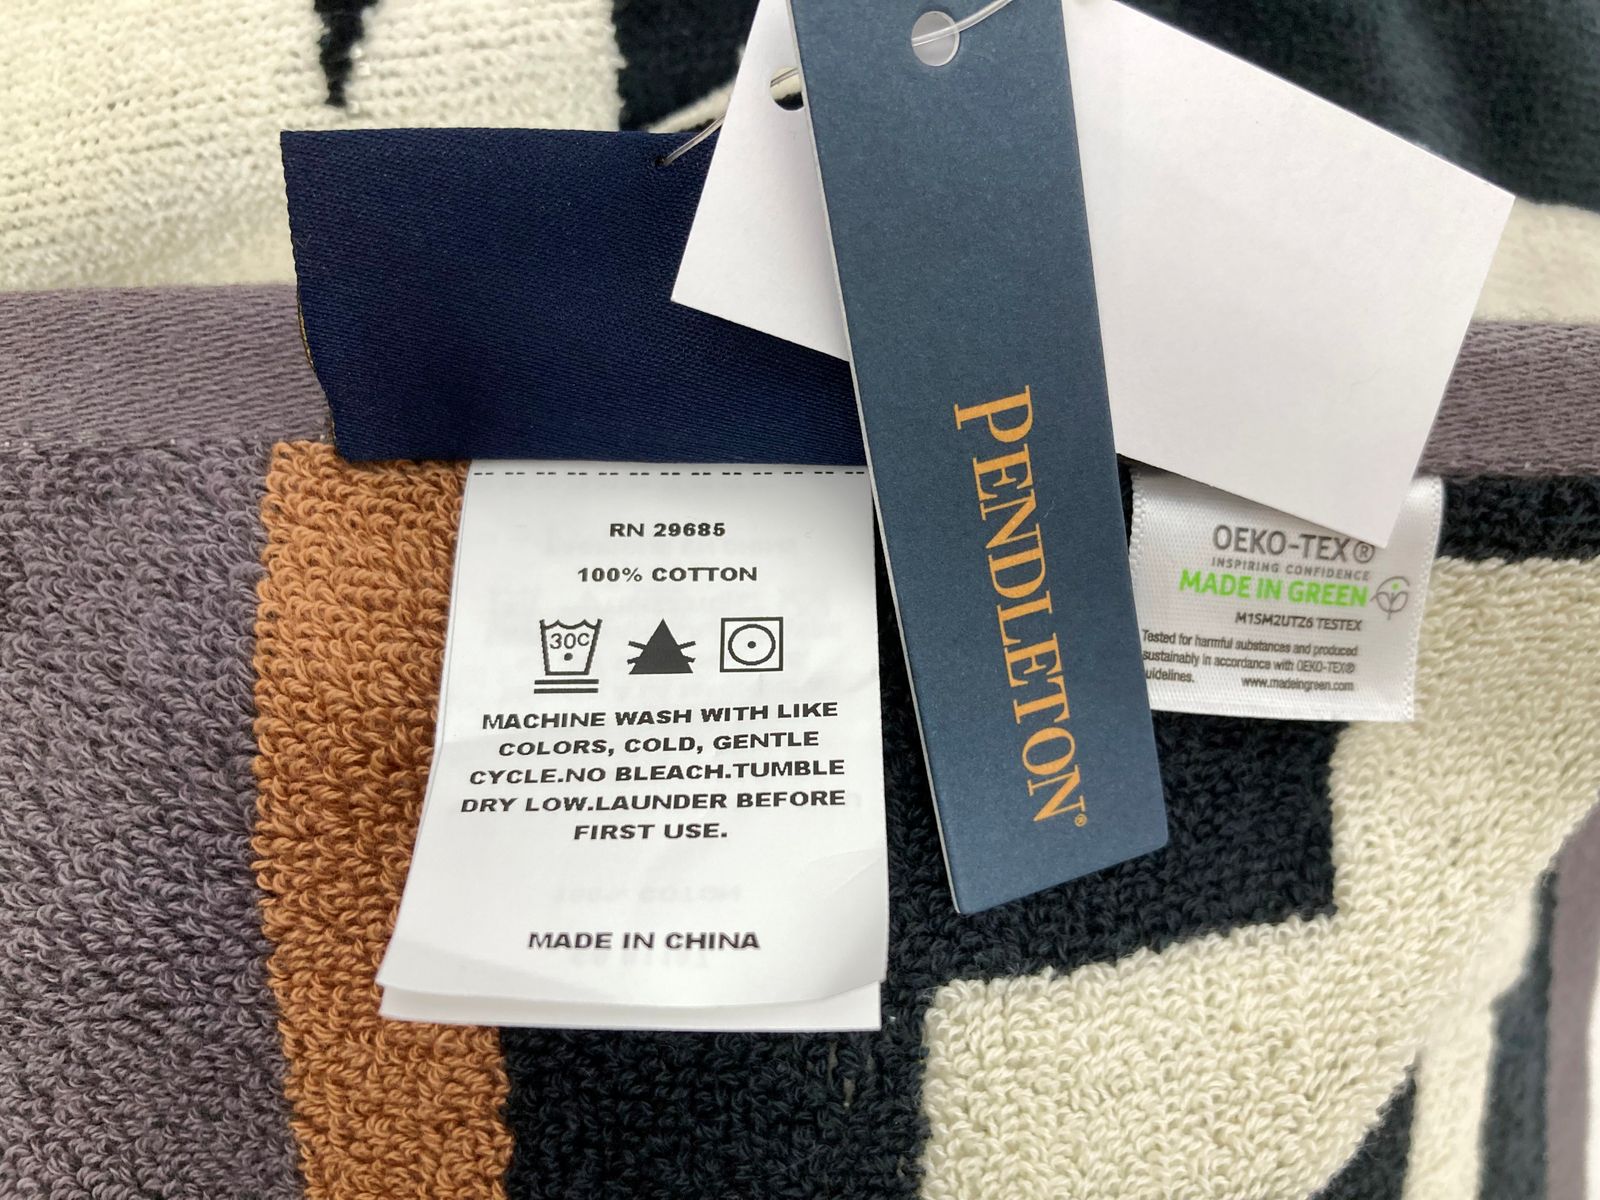 RN 29685
100% COTTON
30C
MACHINE WASH WITH LIKE
COLORS, COLD, GENTLE
CYCLE.NO BLEACH.TUMBLE
DRY LOW.LAUNDER BEFORE
FIRST USE.
MADE IN CHINA
PENDLETON®
OEKO-TEX®
INSPIRING CONFIDENCE
MADE IN GREEN
M1SM2UTZ6 TESTEX
Tested for harmful substances and produced
sustainably in accordance with OEKO-TEX®
uidelines. www.madeingreen.com